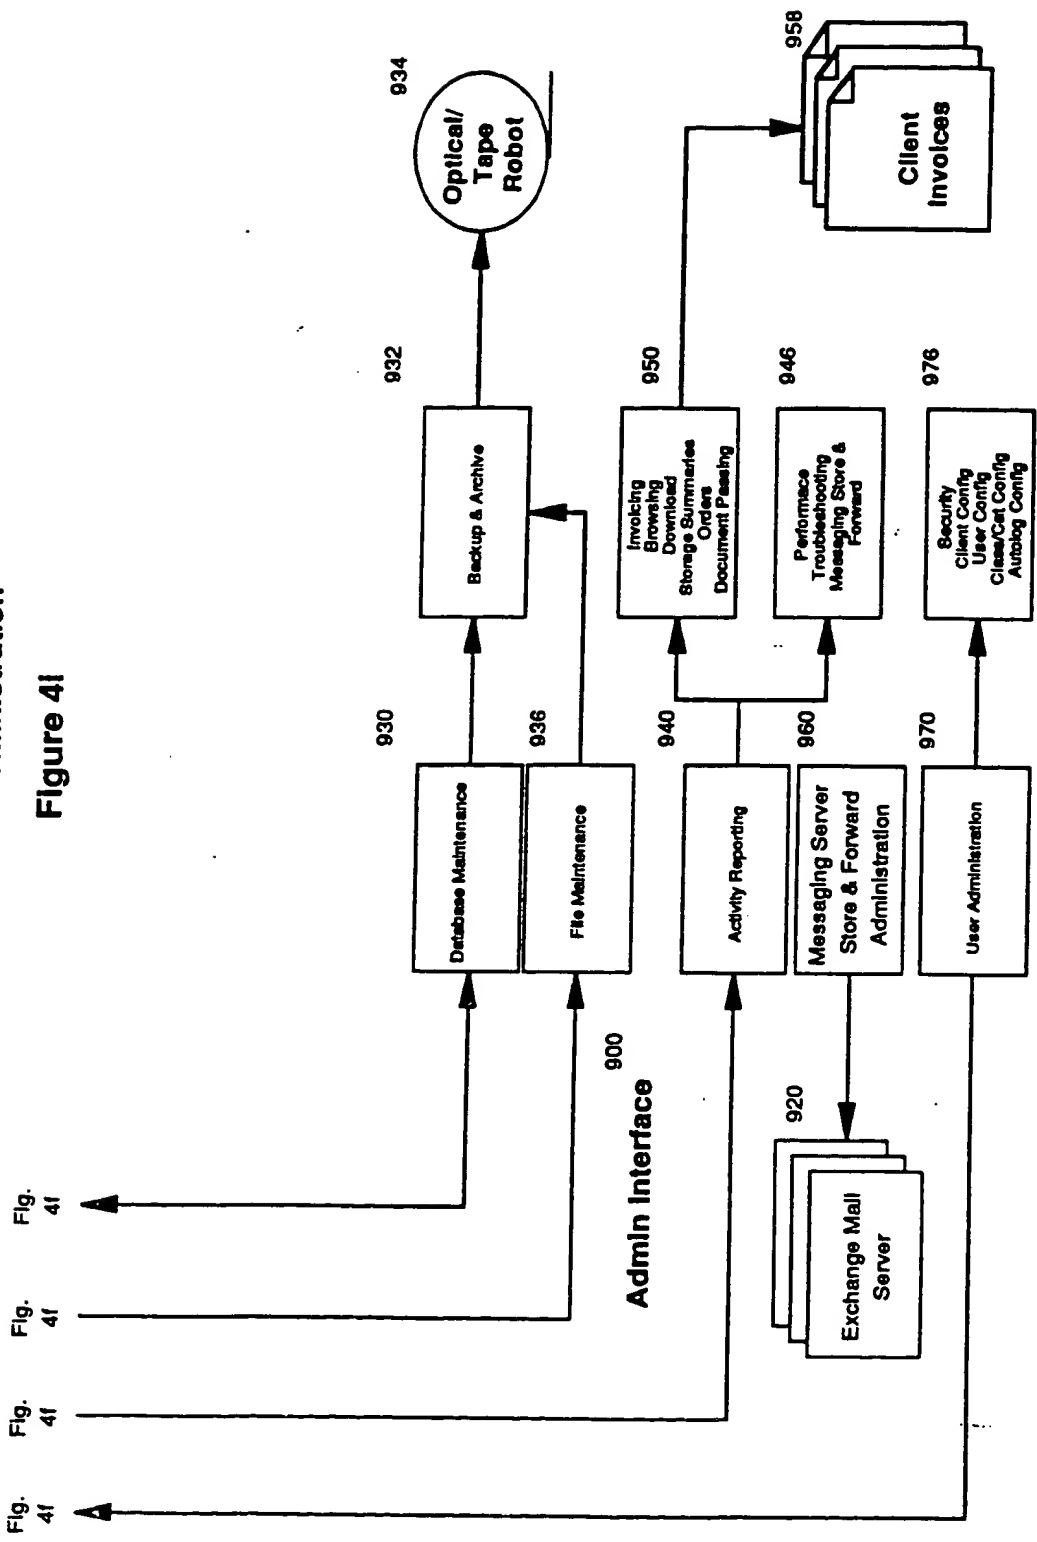 Figure 4i
Fig.
4f
Fig.
4f
Fig.
4f
Fig.
4f
934
Optical/
Tape
Robot
932
Backup & Archive
930
Database Maintenance
936
File Maintenance
900
Admin Interface
958
Client
Invoices
950
Invoicing
Browsing
Download
Storage Summaries
Orders
Document Passing
946
Performace
Troubleshooting
Messaging Store &
Forward
940
Activity Reporting
960
Messaging Server
Store & Forward
Administration
920
Exchange Mail
Server
976
Security
Client Config
User Config
Class/Cat Config
Autolog Config
970
User Administration